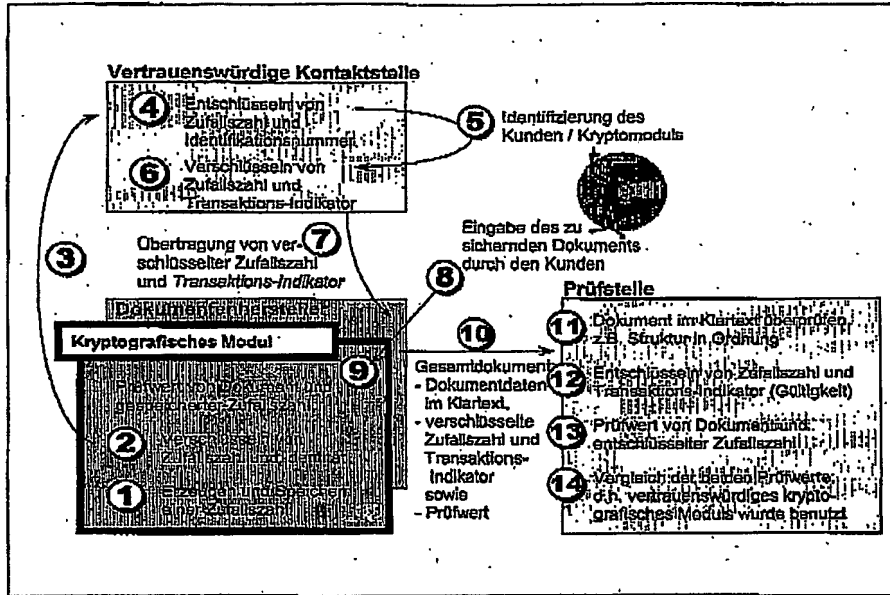 Vertrauenswürdige Kontaktstelle
4 Entschlüsseln von
Zufallszahl und
Identifikationsnummer
5 Identifizierung des
Kunden / Kryptomoduls
6 Verschlüsseln von
Zufallszahl und
Transaktions-Indikator
3
7
Übertragung von ver-
schlüsselter Zufallszahl
und Transaktions-Indikator
8
Eingabe des zu
sichernden Dokuments
durch den Kunden
Dokumentenhersteller
Kryptografisches Modul
9
Prüfwert von Dokument und
gespeicherter Zufallszahl
2 Verschlüsseln von
Zufallszahl
1 Erzeugen und Speichern
einer Zufallszahl
10
Gesamtdokument:
- Dokumentdaten
im Klartext,
- verschlüsselte
Zufallszahl und
Transaktions-
Indikator
sowie
- Prüfwert
Prüfstelle
11 Dokument im Klartext überprüfen,
z.B. Struktur in Ordnung
12 Entschlüsseln von Zufallszahl und
Transaktions-Indikator (Gültigkeit)
13 Prüfwert von Dokument und
entschlüsselter Zufallszahl
14 Vergleich der beiden Prüfwerte,
d.h. vertrauenswürdiges krypto-
grafisches Moduls wurde benutzt